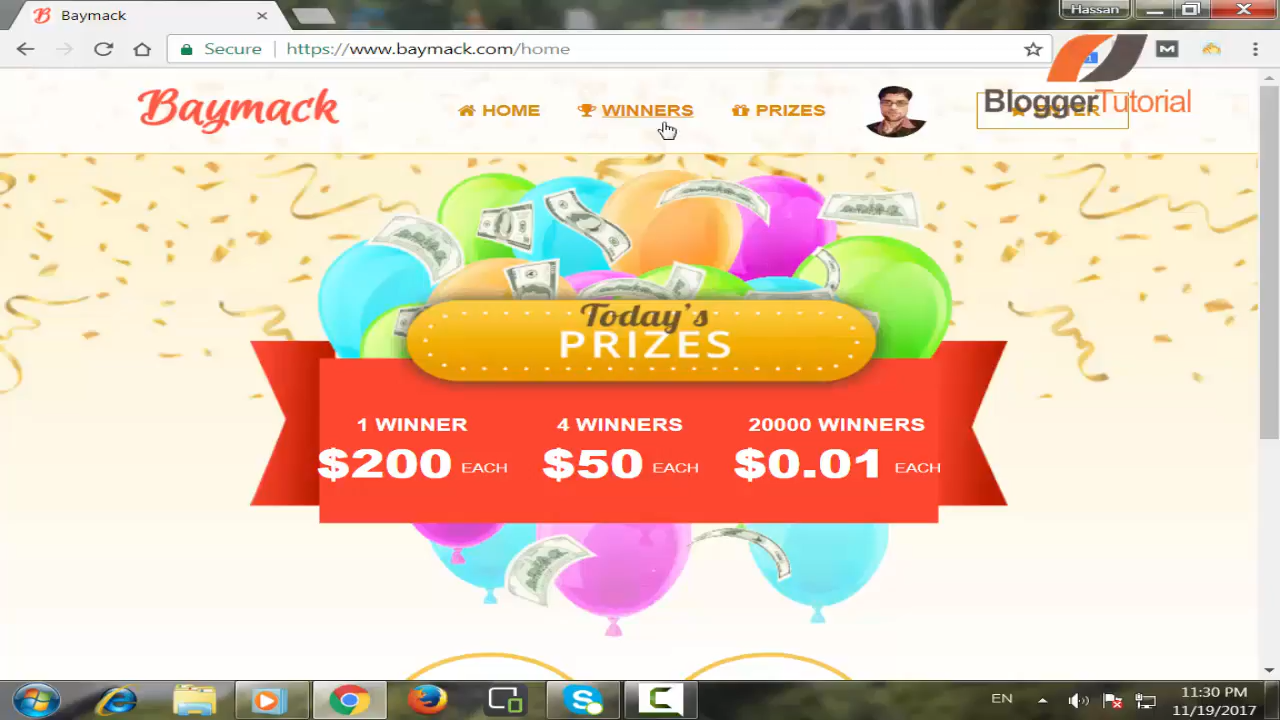 Hassan
Baymack
Secure
https://www.baymack.com/home
Baymack
HOME
WINNERS
PRIZES
BloggerTutorial
Today's
PRIZES
1 WINNER
4 WINNERS
20000 WINNERS
$200 EACH
$50 EACH
$0.01 EACH
EN
11:30 PM
11/19/2017